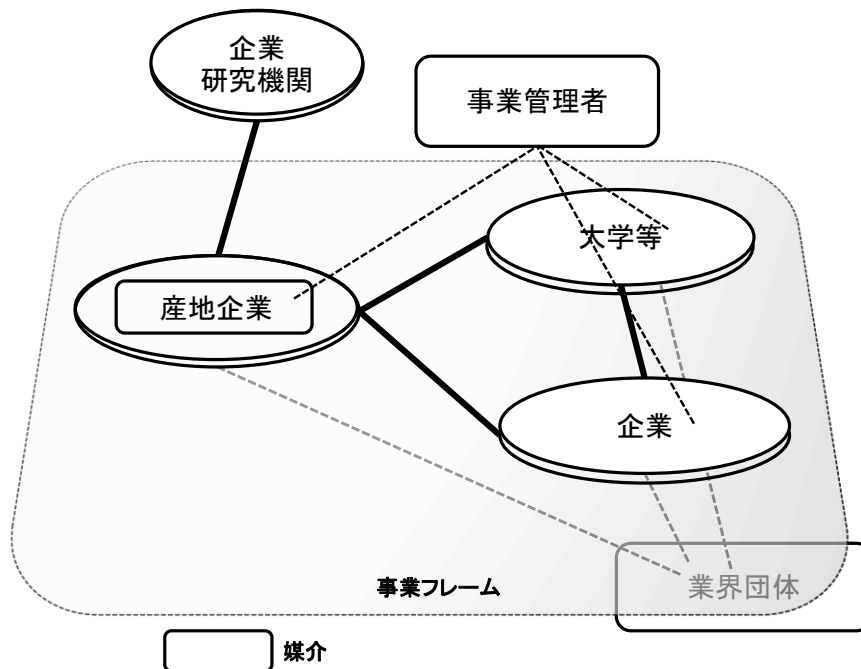 企業
研究機関
事業管理者
大学等
産地企業
企業
業界団体
事業フレーム
媒介